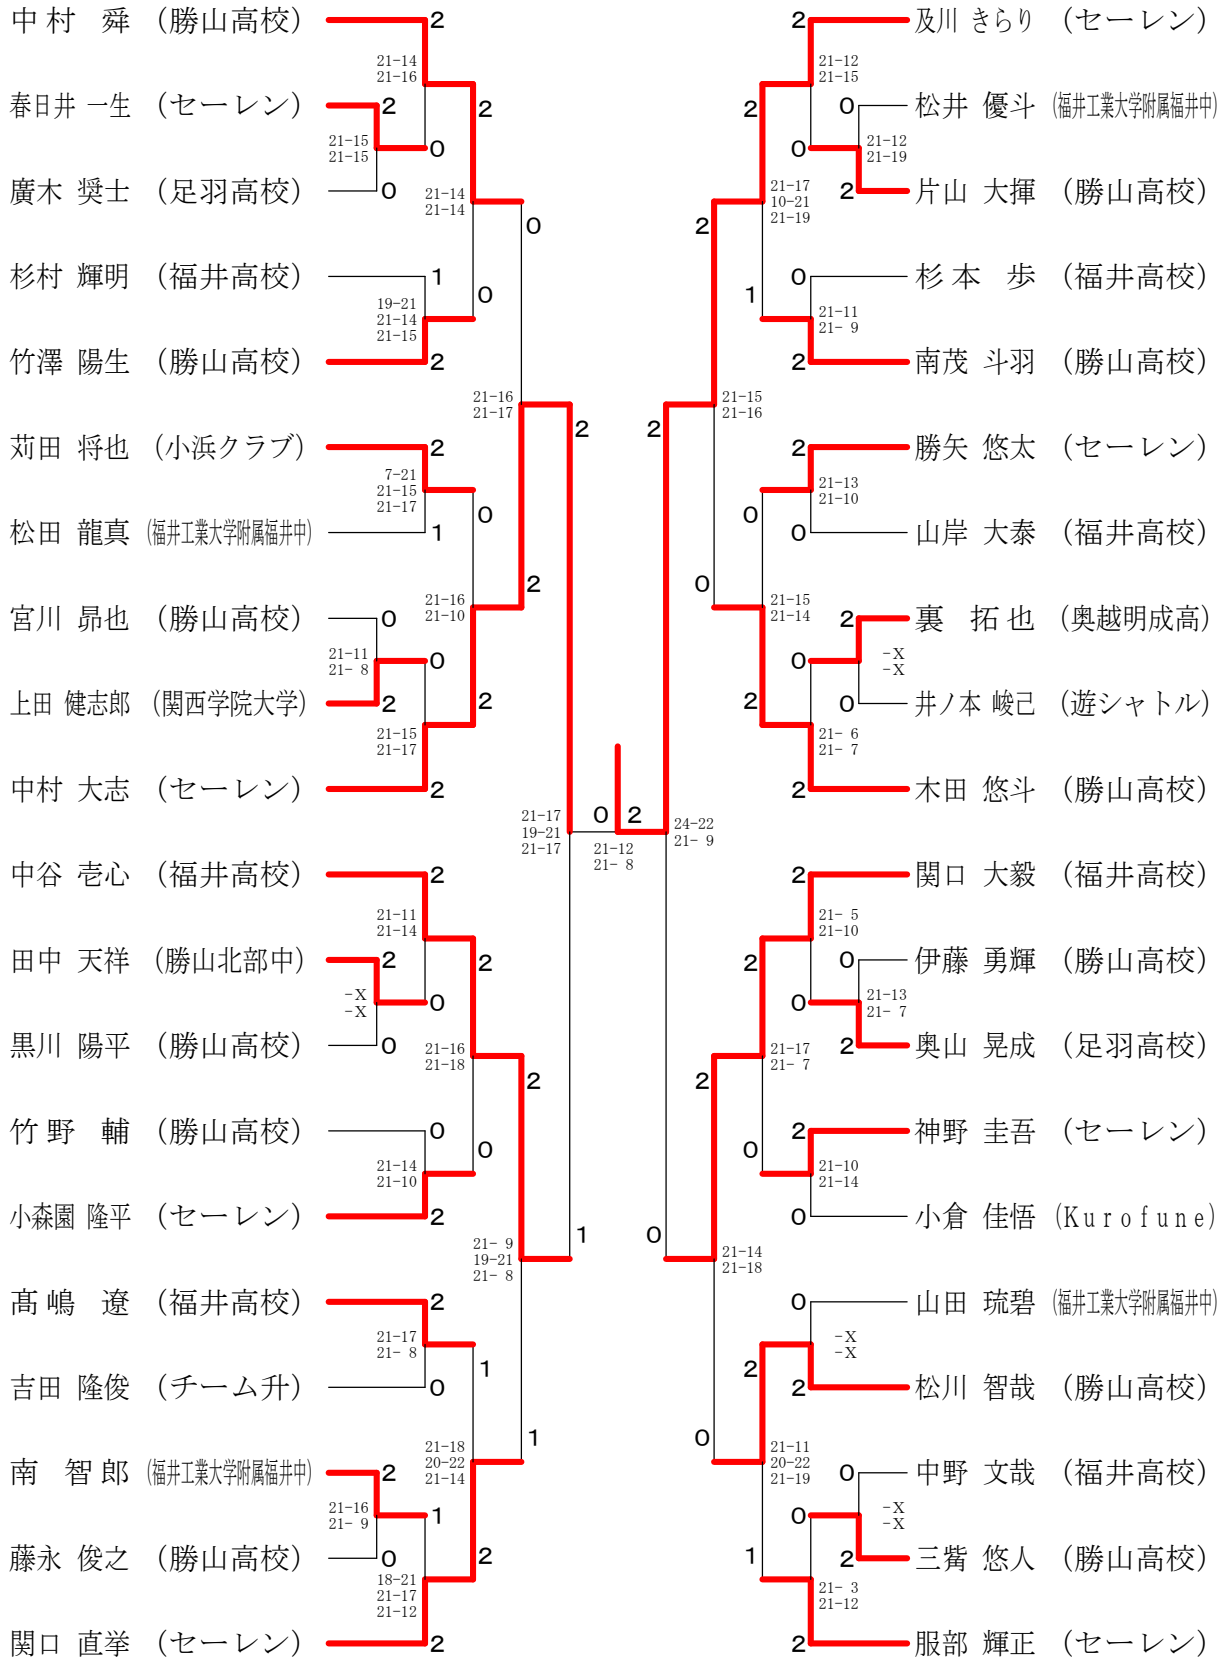 中村 舜 (勝山高校) 2
21-14
21-16
春日井 一生 (セーレン) 2
2
21-15
21-15
0
廣木 奨士 (足羽高校) 0
21-14
21-14
0
杉村 輝明 (福井高校) 1
0
19-21
21-14
21-15
竹澤 陽生 (勝山高校) 2
21-16
21-17
2
苅田 将也 (小浜クラブ) 2
7-21
21-15
21-17
0
松田 龍真 (福井工業大学附属福井中) 1
2
21-16
21-10
宮川 昴也 (勝山高校) 0
21-11
21- 8
0
上田 健志郎 (関西学院大学) 2
2
21-15
21-17
中村 大志 (セーレン) 2
21-17
19-21
21-17
0
中谷 壱心 (福井高校) 2
21-11
21-14
田中 天祥 (勝山北部中) 2
2
-X
-X
0
黒川 陽平 (勝山高校) 0
21-16
21-18
2
竹野 輔 (勝山高校) 0
0
21-14
21-10
小森園 隆平 (セーレン) 2
1
21- 9
19-21
21- 8
髙嶋 遼 (福井高校) 2
21-17
21- 8
1
吉田 隆俊 (チーム升) 0
1
21-18
20-22
21-14
南 智郎 (福井工業大学附属福井中) 2
21-16
21- 9
1
藤永 俊之 (勝山高校) 0
2
18-21
21-17
21-12
関口 直挙 (セーレン) 2
21-12
21- 8
2 及川 きらり (セーレン)
21-12
21-15
2
0 松井 優斗 (福井工業大学附属福井中)
0
21-12
21-19
2 片山 大揮 (勝山高校)
21-17
10-21
21-19
2
0 杉本 歩 (福井高校)
1
21-11
21- 9
2 南茂 斗羽 (勝山高校)
21-15
21-16
2
2 勝矢 悠太 (セーレン)
21-13
21-10
0
0 山岸 大泰 (福井高校)
0
21-15
21-14
2 裏 拓也 (奥越明成高)
0
-X
-X
0 井ノ本 峻己 (遊シャトル)
2
21- 6
21- 7
2 木田 悠斗 (勝山高校)
2
24-22
21- 9
2 関口 大毅 (福井高校)
21- 5
21-10
2
0 伊藤 勇輝 (勝山高校)
0
21-13
21- 7
2 奥山 晃成 (足羽高校)
21-17
21- 7
2
2 神野 圭吾 (セーレン)
0
21-10
21-14
0 小倉 佳悟 (Kurofune)
0
21-14
21-18
0 山田 琉碧 (福井工業大学附属福井中)
-X
-X
2
2 松川 智哉 (勝山高校)
0
21-11
20-22
21-19
0 中野 文哉 (福井高校)
0
-X
-X
2 三觜 悠人 (勝山高校)
1
21- 3
21-12
2 服部 輝正 (セーレン)